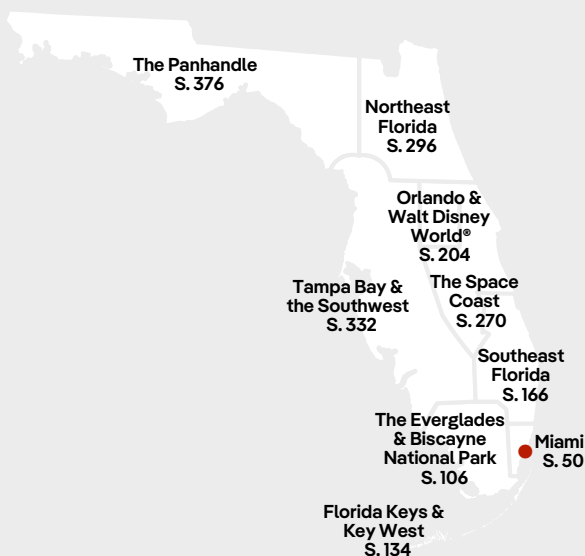 The Panhandle
S. 376
Northeast
Florida
S. 296
Orlando &
Walt Disney
World®
S. 204
Tampa Bay &
the Southwest
S. 332
The Space
Coast
S. 270
Southeast
Florida
S. 166
The Everglades
& Biscayne
National Park
S. 106
Miami
S. 50
Florida Keys &
Key West
S. 134